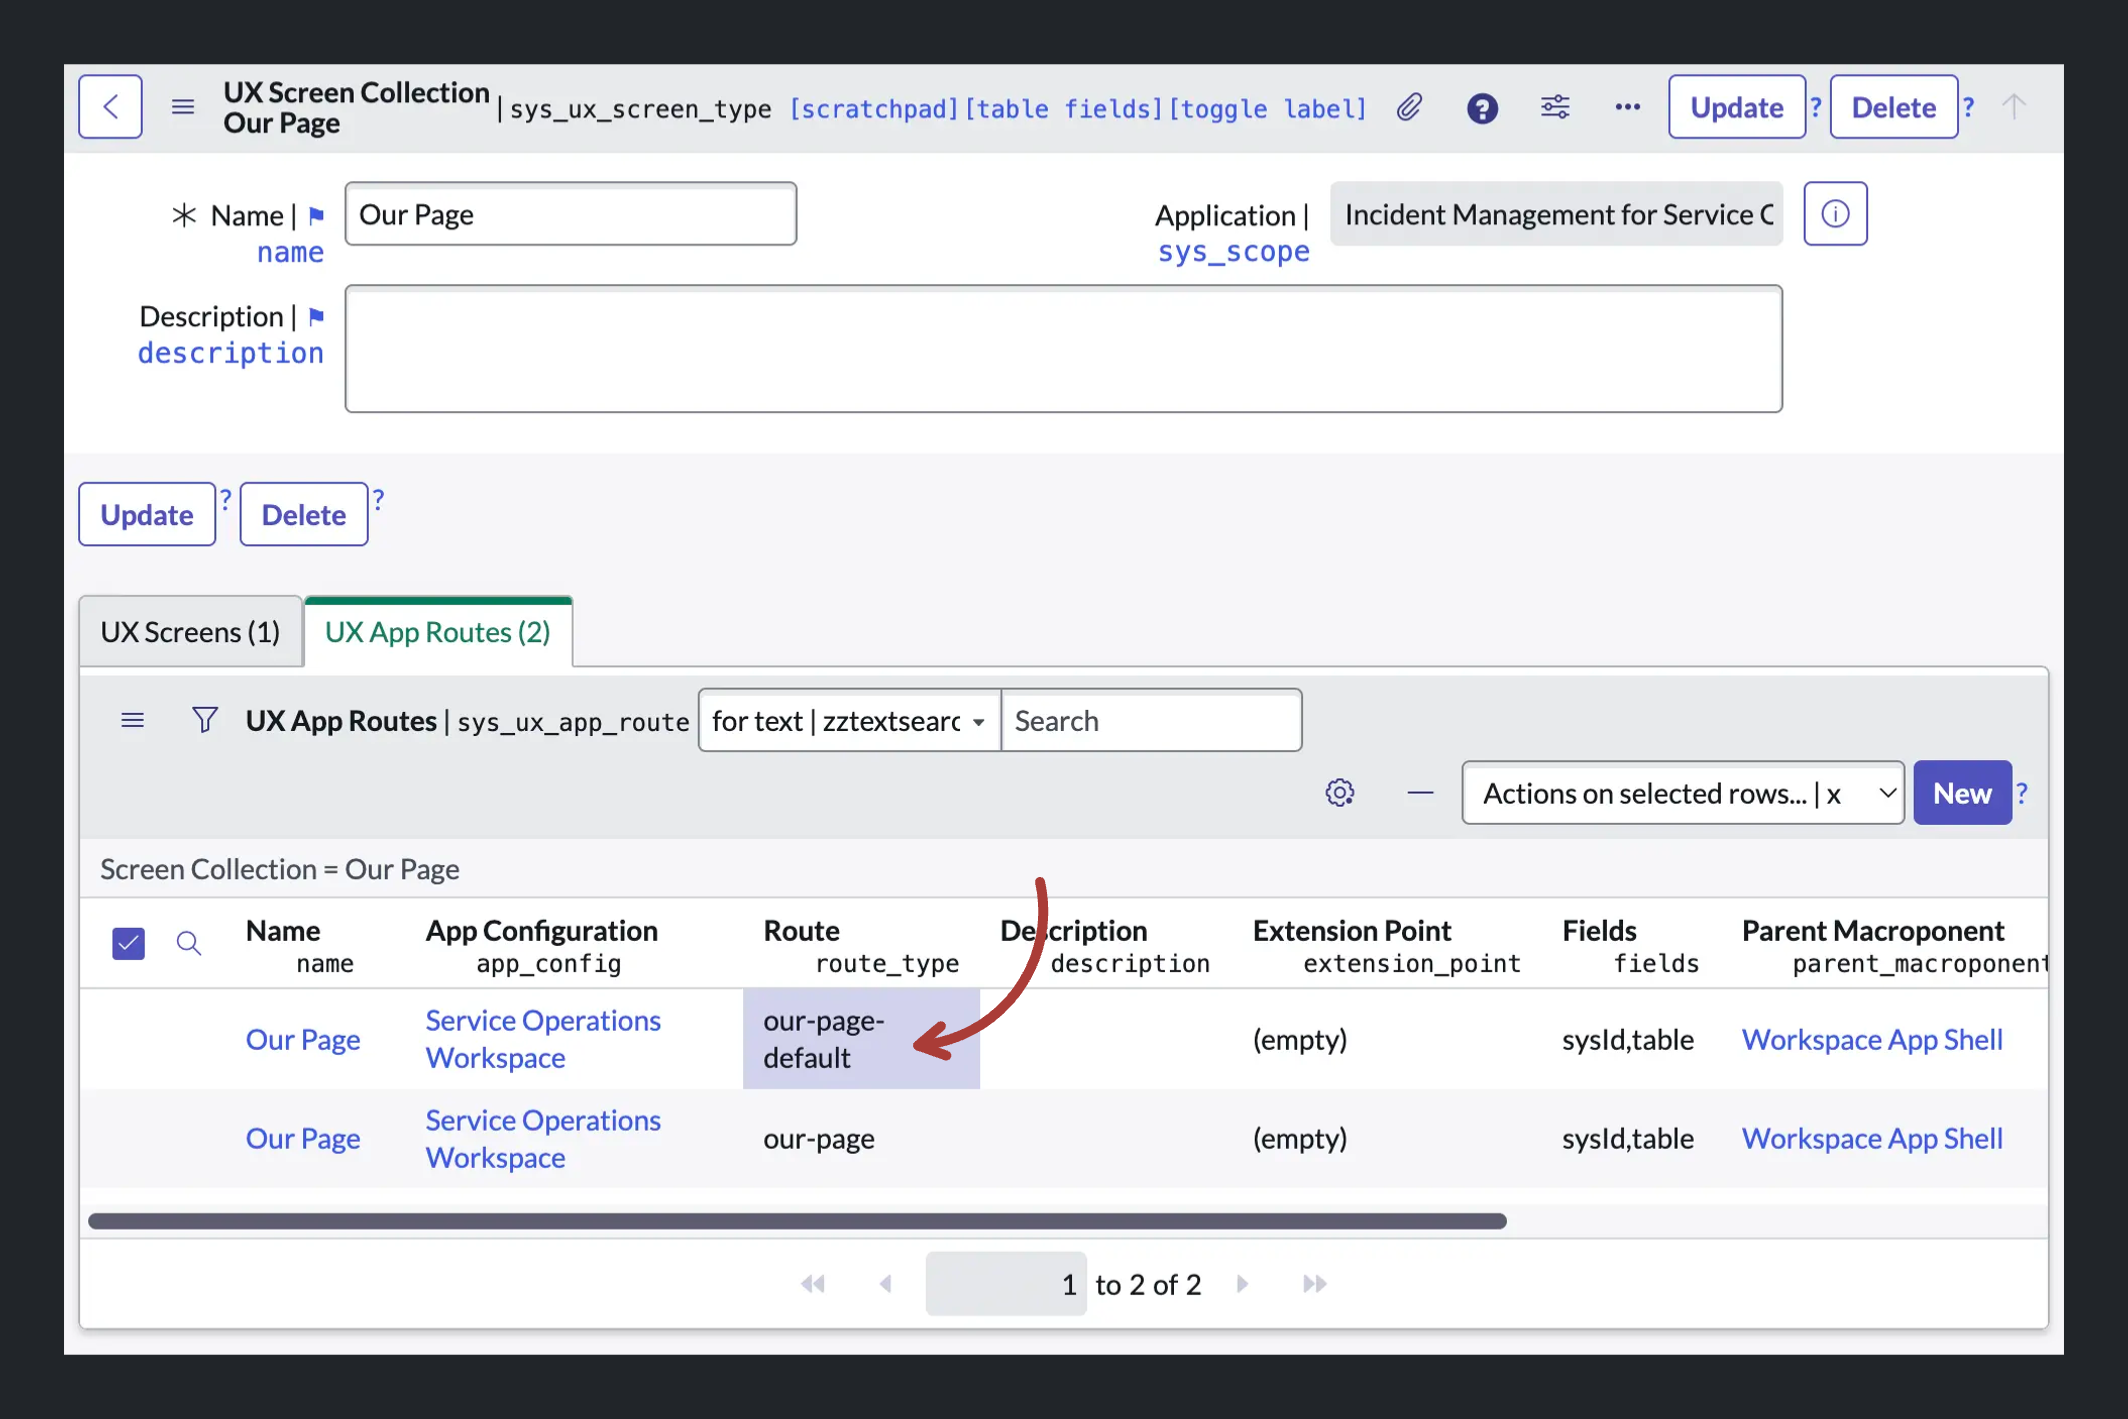 UX Screen Collection
Our Page
| sys_ux_screen_type [scratchpad][table fields][toggle label]
Update ? Delete ?
Name |
name
Our Page
Application |
sys_scope
Incident Management for Service C
Description |
description
Update ? Delete ?
UX Screens (1) UX App Routes (2)
UX App Routes | sys_ux_app_route for text | zztextsearc Search
Actions on selected rows... | x New ?
Screen Collection = Our Page
Name App Configuration Route Description Extension Point Fields Parent Macroponent
name app_config route_type description extension_point fields parent_macroponent
Our Page Service Operations Workspace our-page-default (empty) sysId,table Workspace App Shell
Our Page Service Operations Workspace our-page (empty) sysId,table Workspace App Shell
1 to 2 of 2